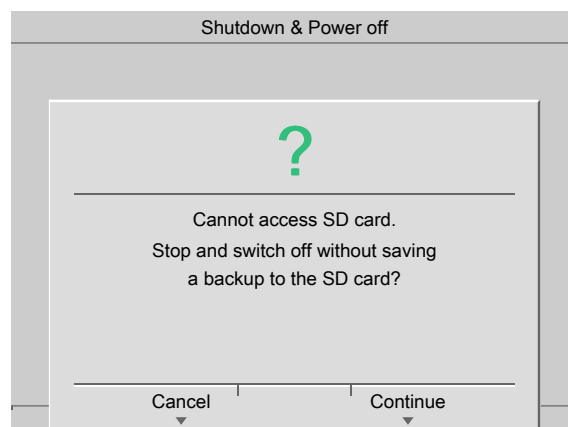 Shutdown & Power off
?
Cannot access SD card.
Stop and switch off without saving
a backup to the SD card?
Cancel Continue